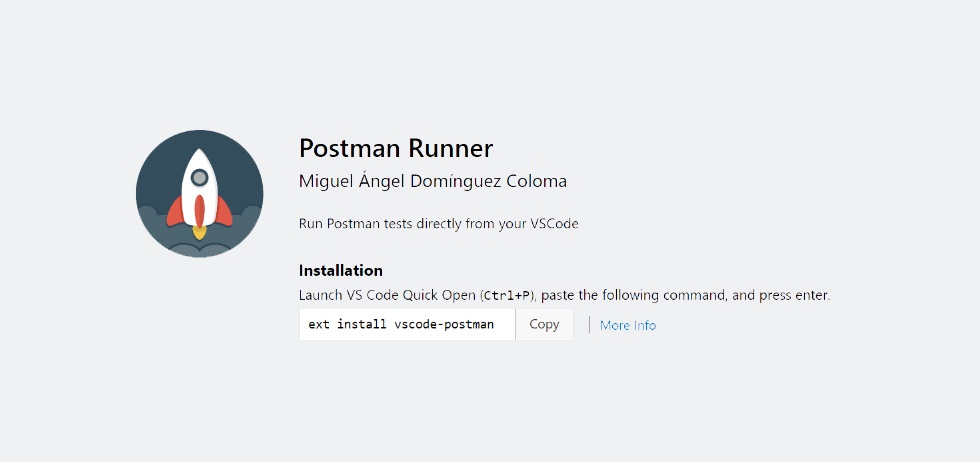 Postman Runner
Miguel Ángel Domínguez Coloma
Run Postman tests directly from your VSCode
Installation
Launch VS Code Quick Open (Ctrl+P), paste the following command, and press enter.
ext install vscode-postman Copy | More Info